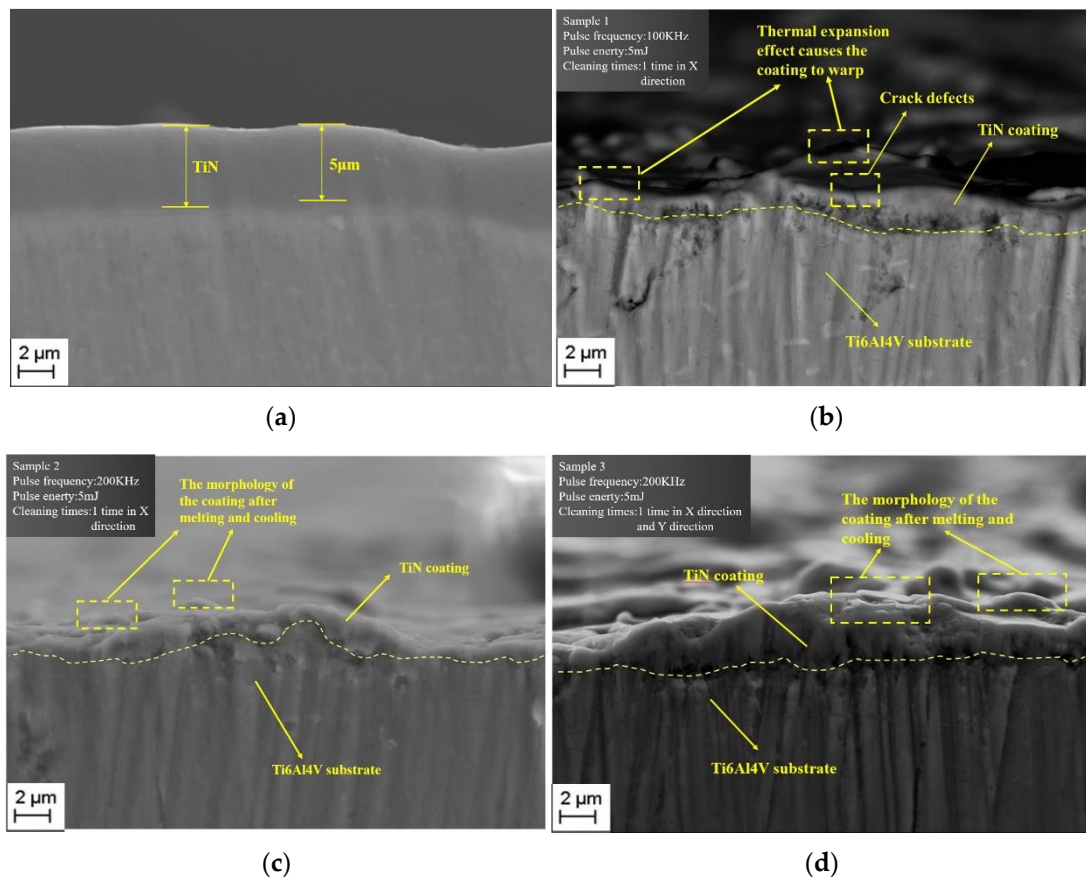 TiN
5μm
2 μm
(a)
Sample 1
Pulse frequency:100KHz
Pulse enerty:5mJ
Cleaning times:1 time in X
direction
Thermal expansion
effect causes the
coating to warp
Crack defects
TiN coating
Ti6Al4V substrate
2 μm
(b)
Sample 2
Pulse frequency:200KHz
Pulse enerty:5mJ
Cleaning times:1 time in X
direction
The morphology of
the coating after
melting and cooling
TiN coating
Ti6Al4V substrate
2 μm
(c)
Sample 3
Pulse frequency:200KHz
Pulse enerty:5mJ
Cleaning times:1 time in X direction
and Y direction
The morphology of the
coating after melting and
cooling
TiN coating
Ti6Al4V substrate
2 μm
(d)